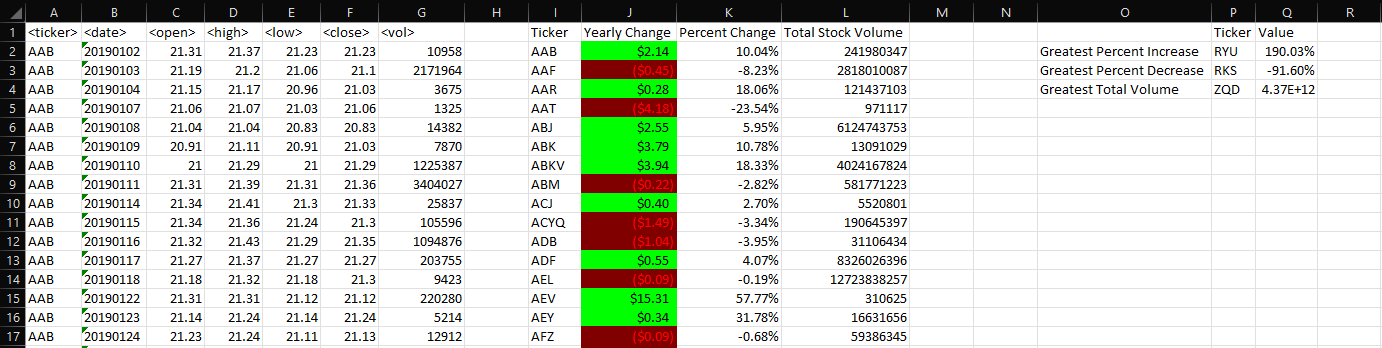 A B C D E F G H I J K L M N O P Q R
1 <ticker> <date> <open> <high> <low> <close> <vol> Ticker Yearly Change Percent Change Total Stock Volume Ticker Value
2 AAB 20190102 21.31 21.37 21.23 21.23 10958 AAB $2.14 10.04% 241980347 Greatest Percent Increase RYU 190.03%
3 AAB 20190103 21.19 21.2 21.06 21.1 2171964 AAF ($0.45) -8.23% 2818010087 Greatest Percent Decrease RKS -91.60%
4 AAB 20190104 21.15 21.17 20.96 21.03 3675 AAR $0.28 18.06% 121437103 Greatest Total Volume ZQD 4.37E+12
5 AAB 20190107 21.06 21.07 21.03 21.06 1325 AAT ($4.18) -23.54% 971117
6 AAB 20190108 21.04 21.04 20.83 20.83 14382 ABJ $2.55 5.95% 6124743753
7 AAB 20190109 20.91 21.11 20.91 21.03 7870 ABK $3.79 10.78% 13091029
8 AAB 20190110 21 21.29 21 21.29 1225387 ABKV $3.94 18.33% 4024167824
9 AAB 20190111 21.31 21.39 21.31 21.36 3404027 ABM ($0.22) -2.82% 581771223
10 AAB 20190114 21.34 21.41 21.3 21.33 25837 ACJ $0.40 2.70% 5520801
11 AAB 20190115 21.34 21.36 21.24 21.3 105596 ACYQ ($1.49) -3.34% 190645397
12 AAB 20190116 21.32 21.43 21.29 21.35 1094876 ADB ($1.04) -3.95% 31106434
13 AAB 20190117 21.27 21.37 21.27 21.27 203755 ADF $0.55 4.07% 8326026396
14 AAB 20190118 21.18 21.32 21.18 21.3 9423 AEL ($0.09) -0.19% 12723838257
15 AAB 20190122 21.31 21.31 21.12 21.12 220280 AEV $15.31 57.77% 310625
16 AAB 20190123 21.14 21.24 21.14 21.24 5214 AEY $0.34 31.78% 16631656
17 AAB 20190124 21.23 21.24 21.11 21.13 12912 AFZ ($0.09) -0.68% 59386345